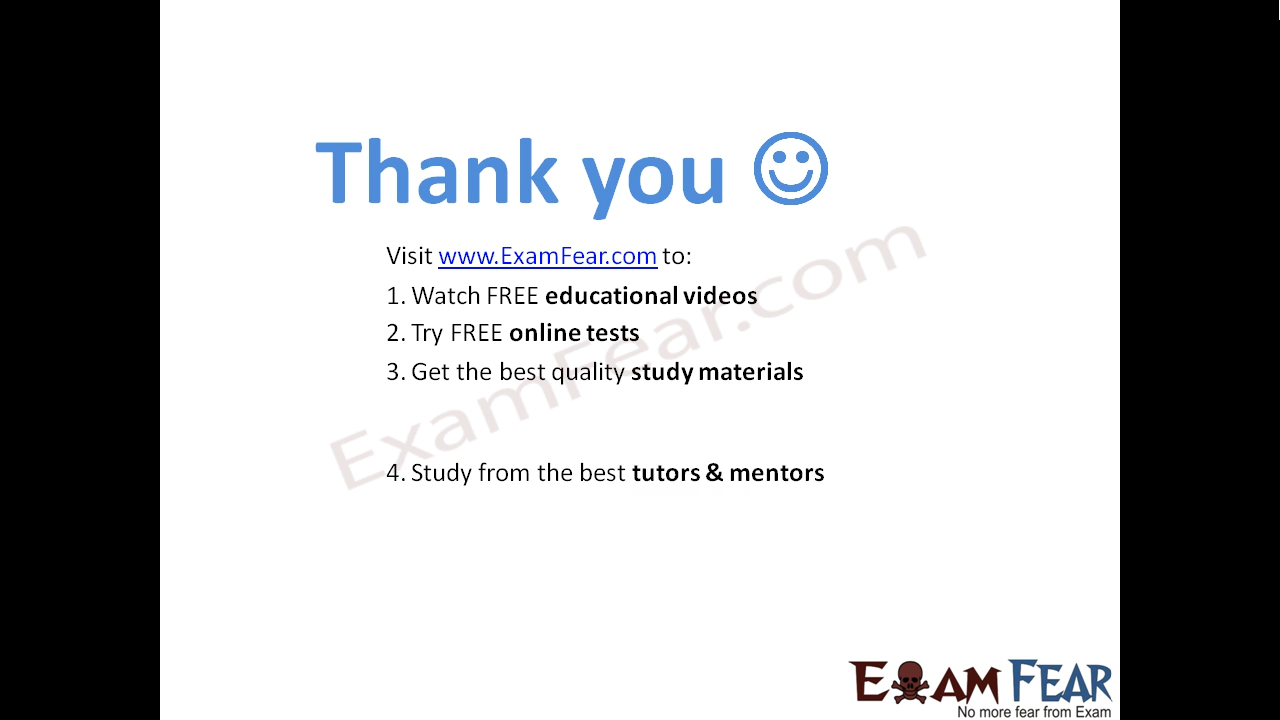 Thank you ☺
Visit www.ExamFear.com to:
1. Watch FREE educational videos
2. Try FREE online tests
3. Get the best quality study materials
4. Study from the best tutors & mentors
ExamFear.com
EXAM FEAR
No more fear from Exam